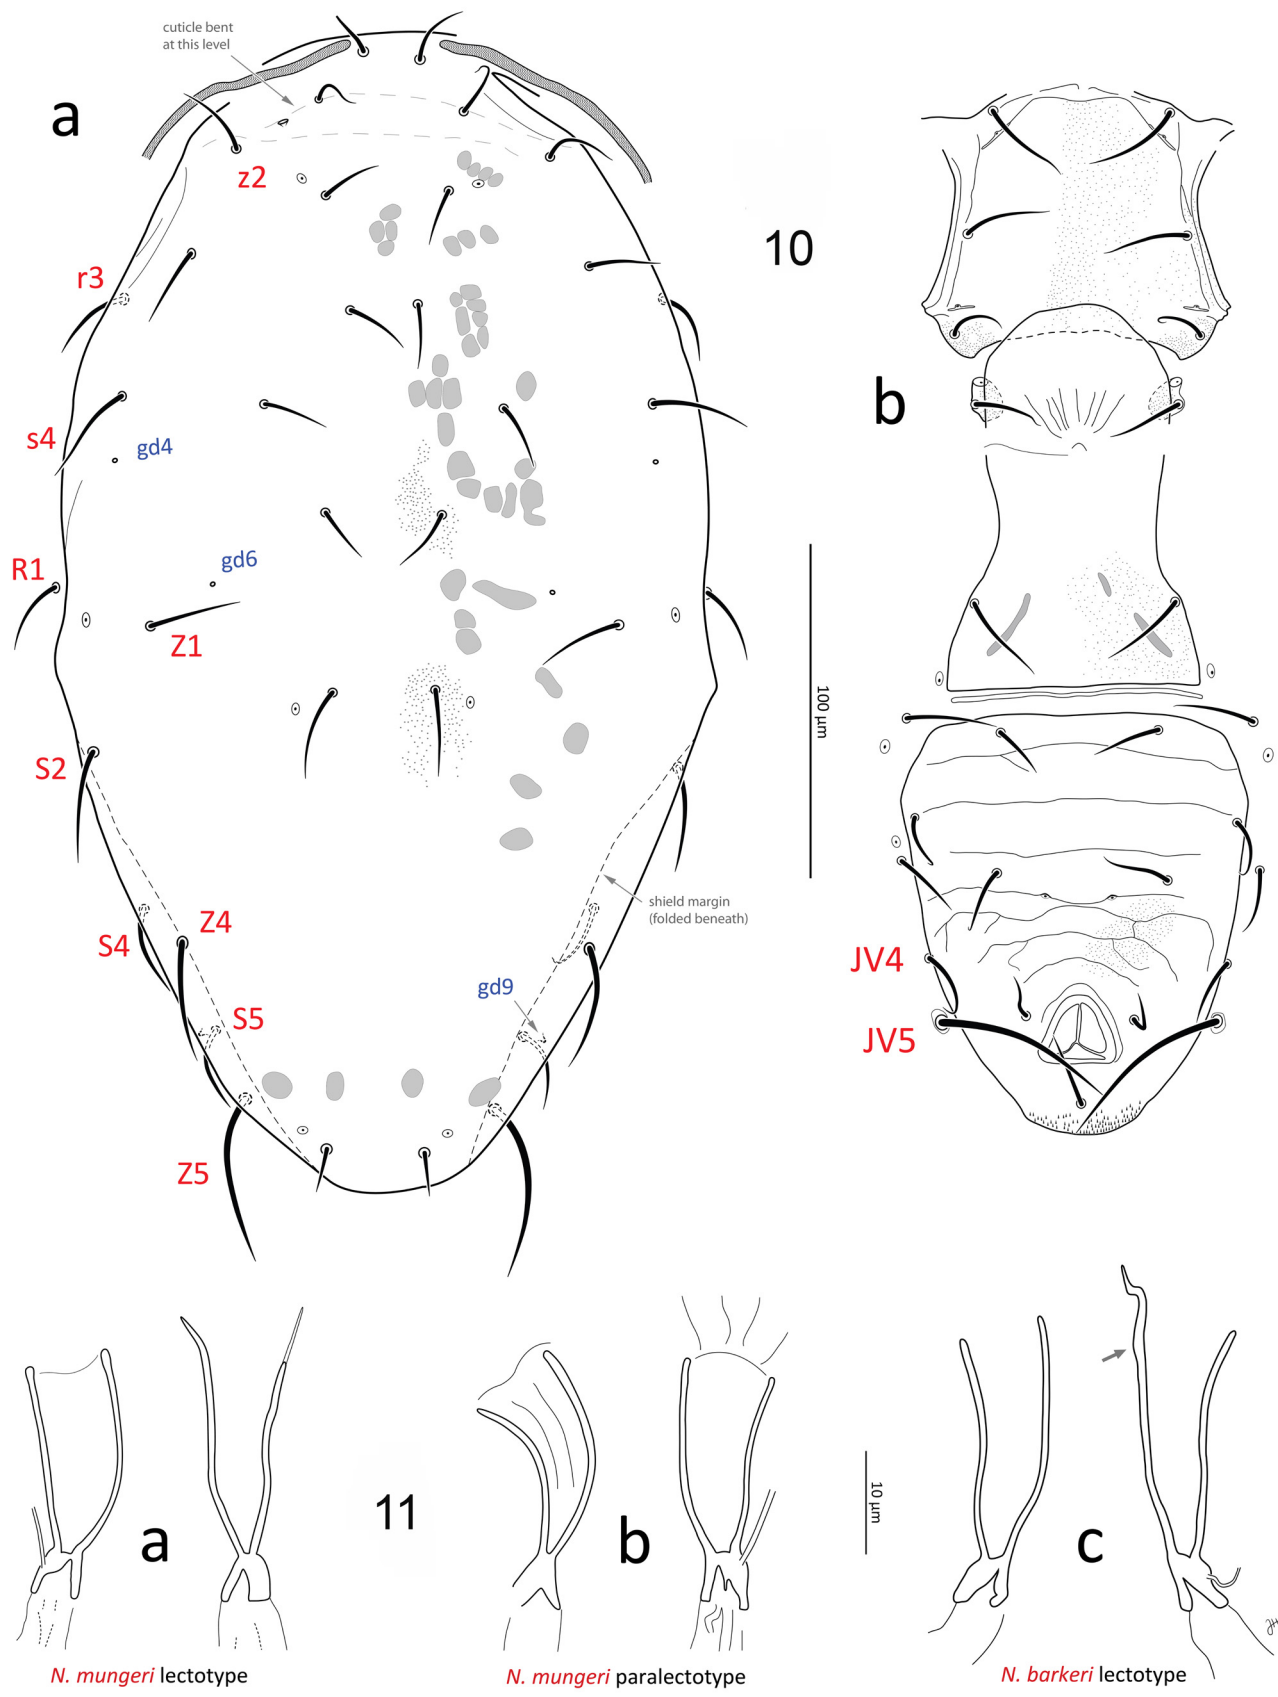 cuticle bent
at this level
a
z2
10
r3
b
s4
gd4
R1
gd6
Z1
100 µm
S2
shield margin
(folded beneath)
Z4
S4
JV4
gd9
S5
JV5
Z5
10 µm
11
a
b
c
N. mungeri lectotype
N. mungeri paralectotype
N. barkeri lectotype